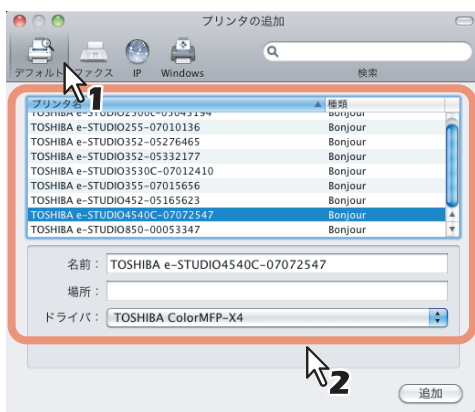 プリンタの追加
デフォルト ファクス IP Windows 検索
1
プリンタ名 種類
TOSHIBA e-STUDIO2500C-05043194 Bonjour
TOSHIBA e-STUDIO255-07010136 Bonjour
TOSHIBA e-STUDIO352-05276465 Bonjour
TOSHIBA e-STUDIO352-05332177 Bonjour
TOSHIBA e-STUDIO3530C-07012410 Bonjour
TOSHIBA e-STUDIO355-07015656 Bonjour
TOSHIBA e-STUDIO452-05165623 Bonjour
TOSHIBA e-STUDIO4540C-07072547 Bonjour
TOSHIBA e-STUDIO850-00053347 Bonjour
名前： TOSHIBA e-STUDIO4540C-07072547
場所：
ドライバ： TOSHIBA ColorMFP-X4
2
追加